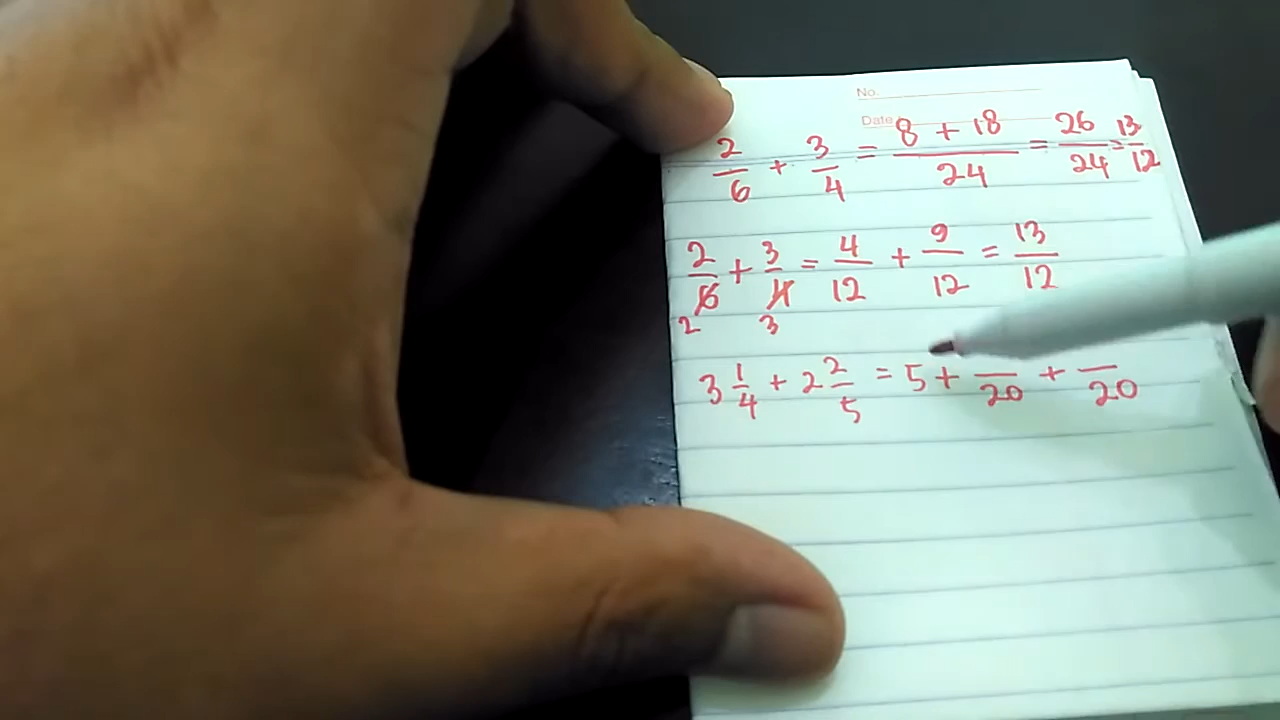 No.
Date
2/6 + 3/4 = 8 + 18/24 = 26/24 = 13/12
2/6 + 3/4 = 4/12 + 9/12 = 13/12
2 3
3 1/4 + 2 2/5 = 5 + /20 + /20